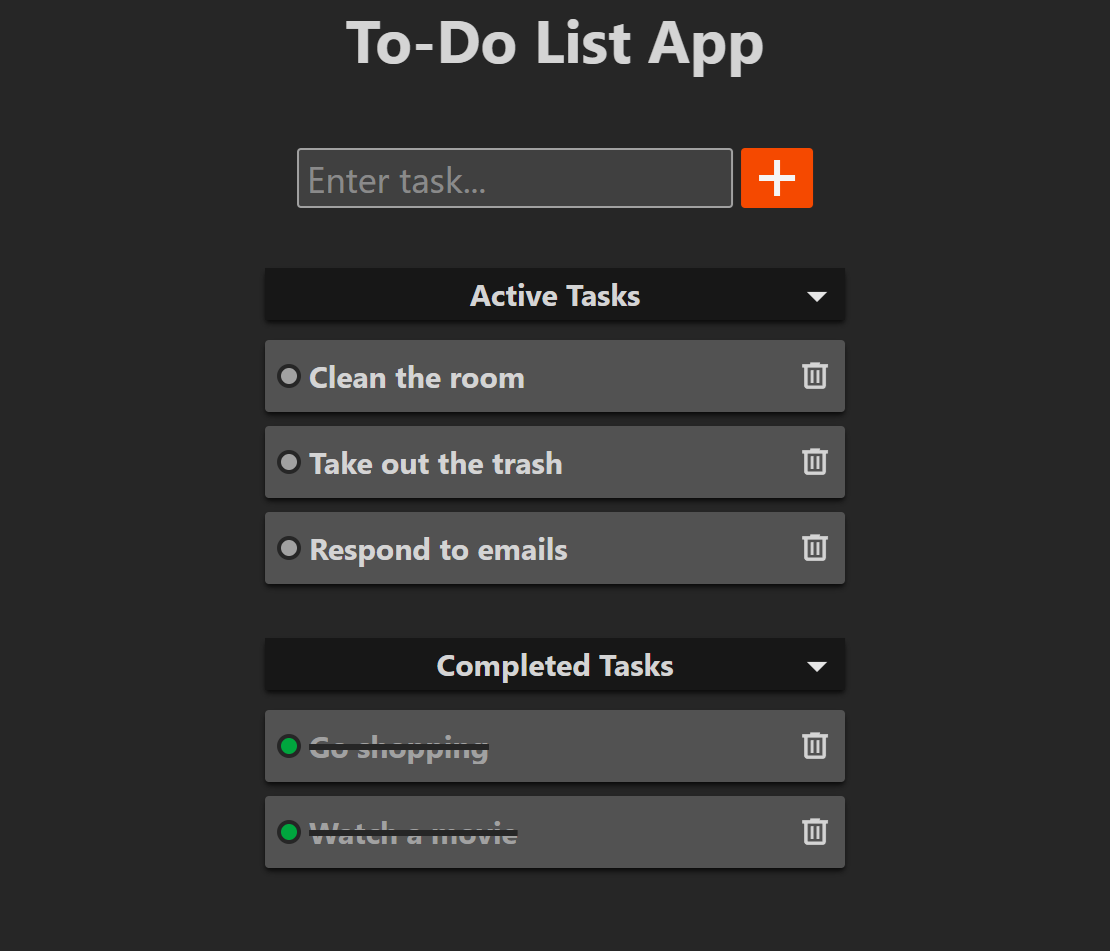 To-Do List App
Enter task...
Active Tasks
Clean the room
Take out the trash
Respond to emails
Completed Tasks
Go shopping
Watch a movie